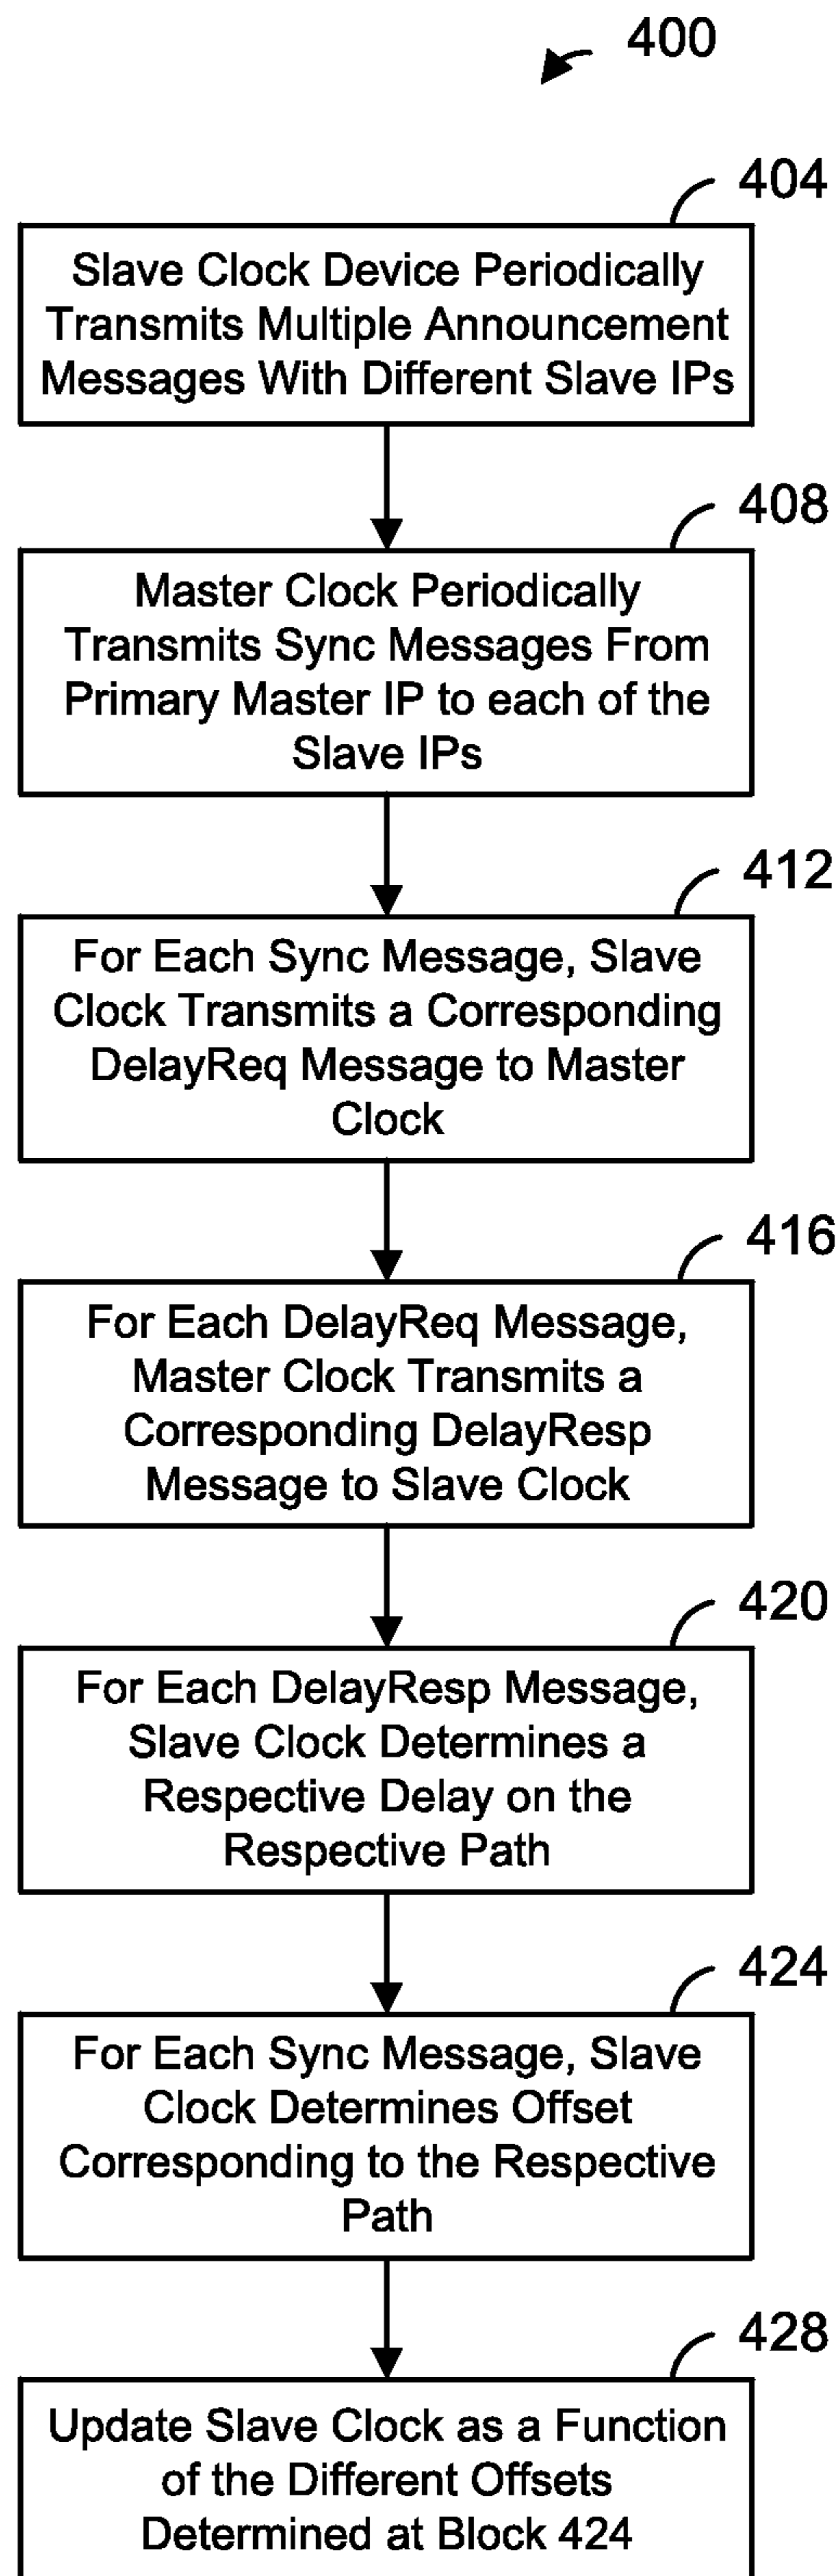 400
404
Slave Clock Device Periodically
Transmits Multiple Announcement
Messages With Different Slave IPs
408
Master Clock Periodically
Transmits Sync Messages From
Primary Master IP to each of the
Slave IPs
412
For Each Sync Message, Slave
Clock Transmits a Corresponding
DelayReq Message to Master
Clock
416
For Each DelayReq Message,
Master Clock Transmits a
Corresponding DelayResp
Message to Slave Clock
420
For Each DelayResp Message,
Slave Clock Determines a
Respective Delay on the
Respective Path
424
For Each Sync Message, Slave
Clock Determines Offset
Corresponding to the Respective
Path
428
Update Slave Clock as a Function
of the Different Offsets
Determined at Block 424